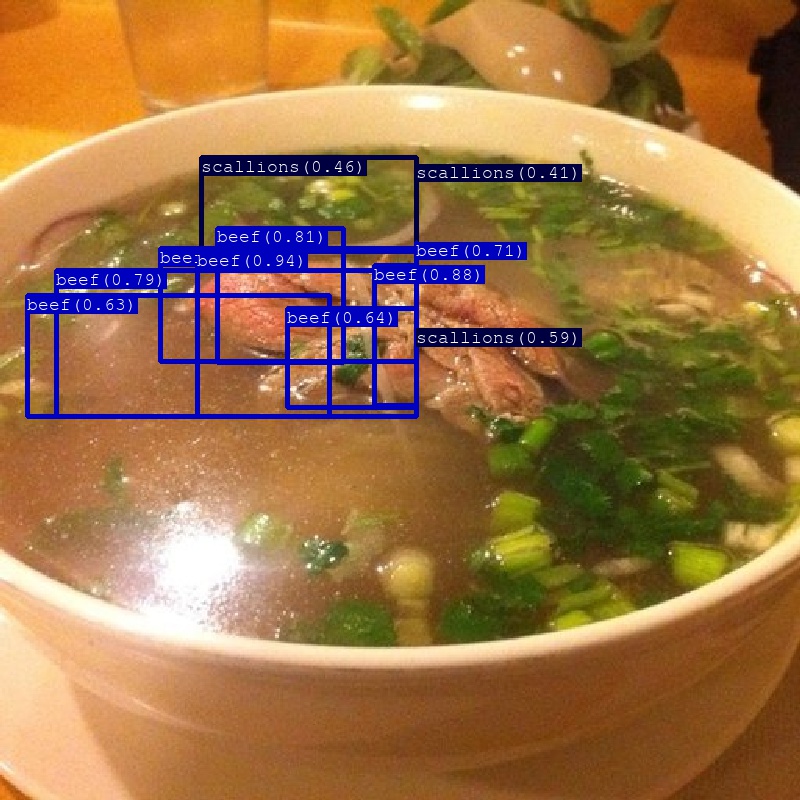 scallions(0.46)
scallions(0.41)
beef(0.81)
beef(0.71)
beef(0.94)
beef(0.88)
beef(0.79)
beef(0.63)
beef(0.64)
scallions(0.59)